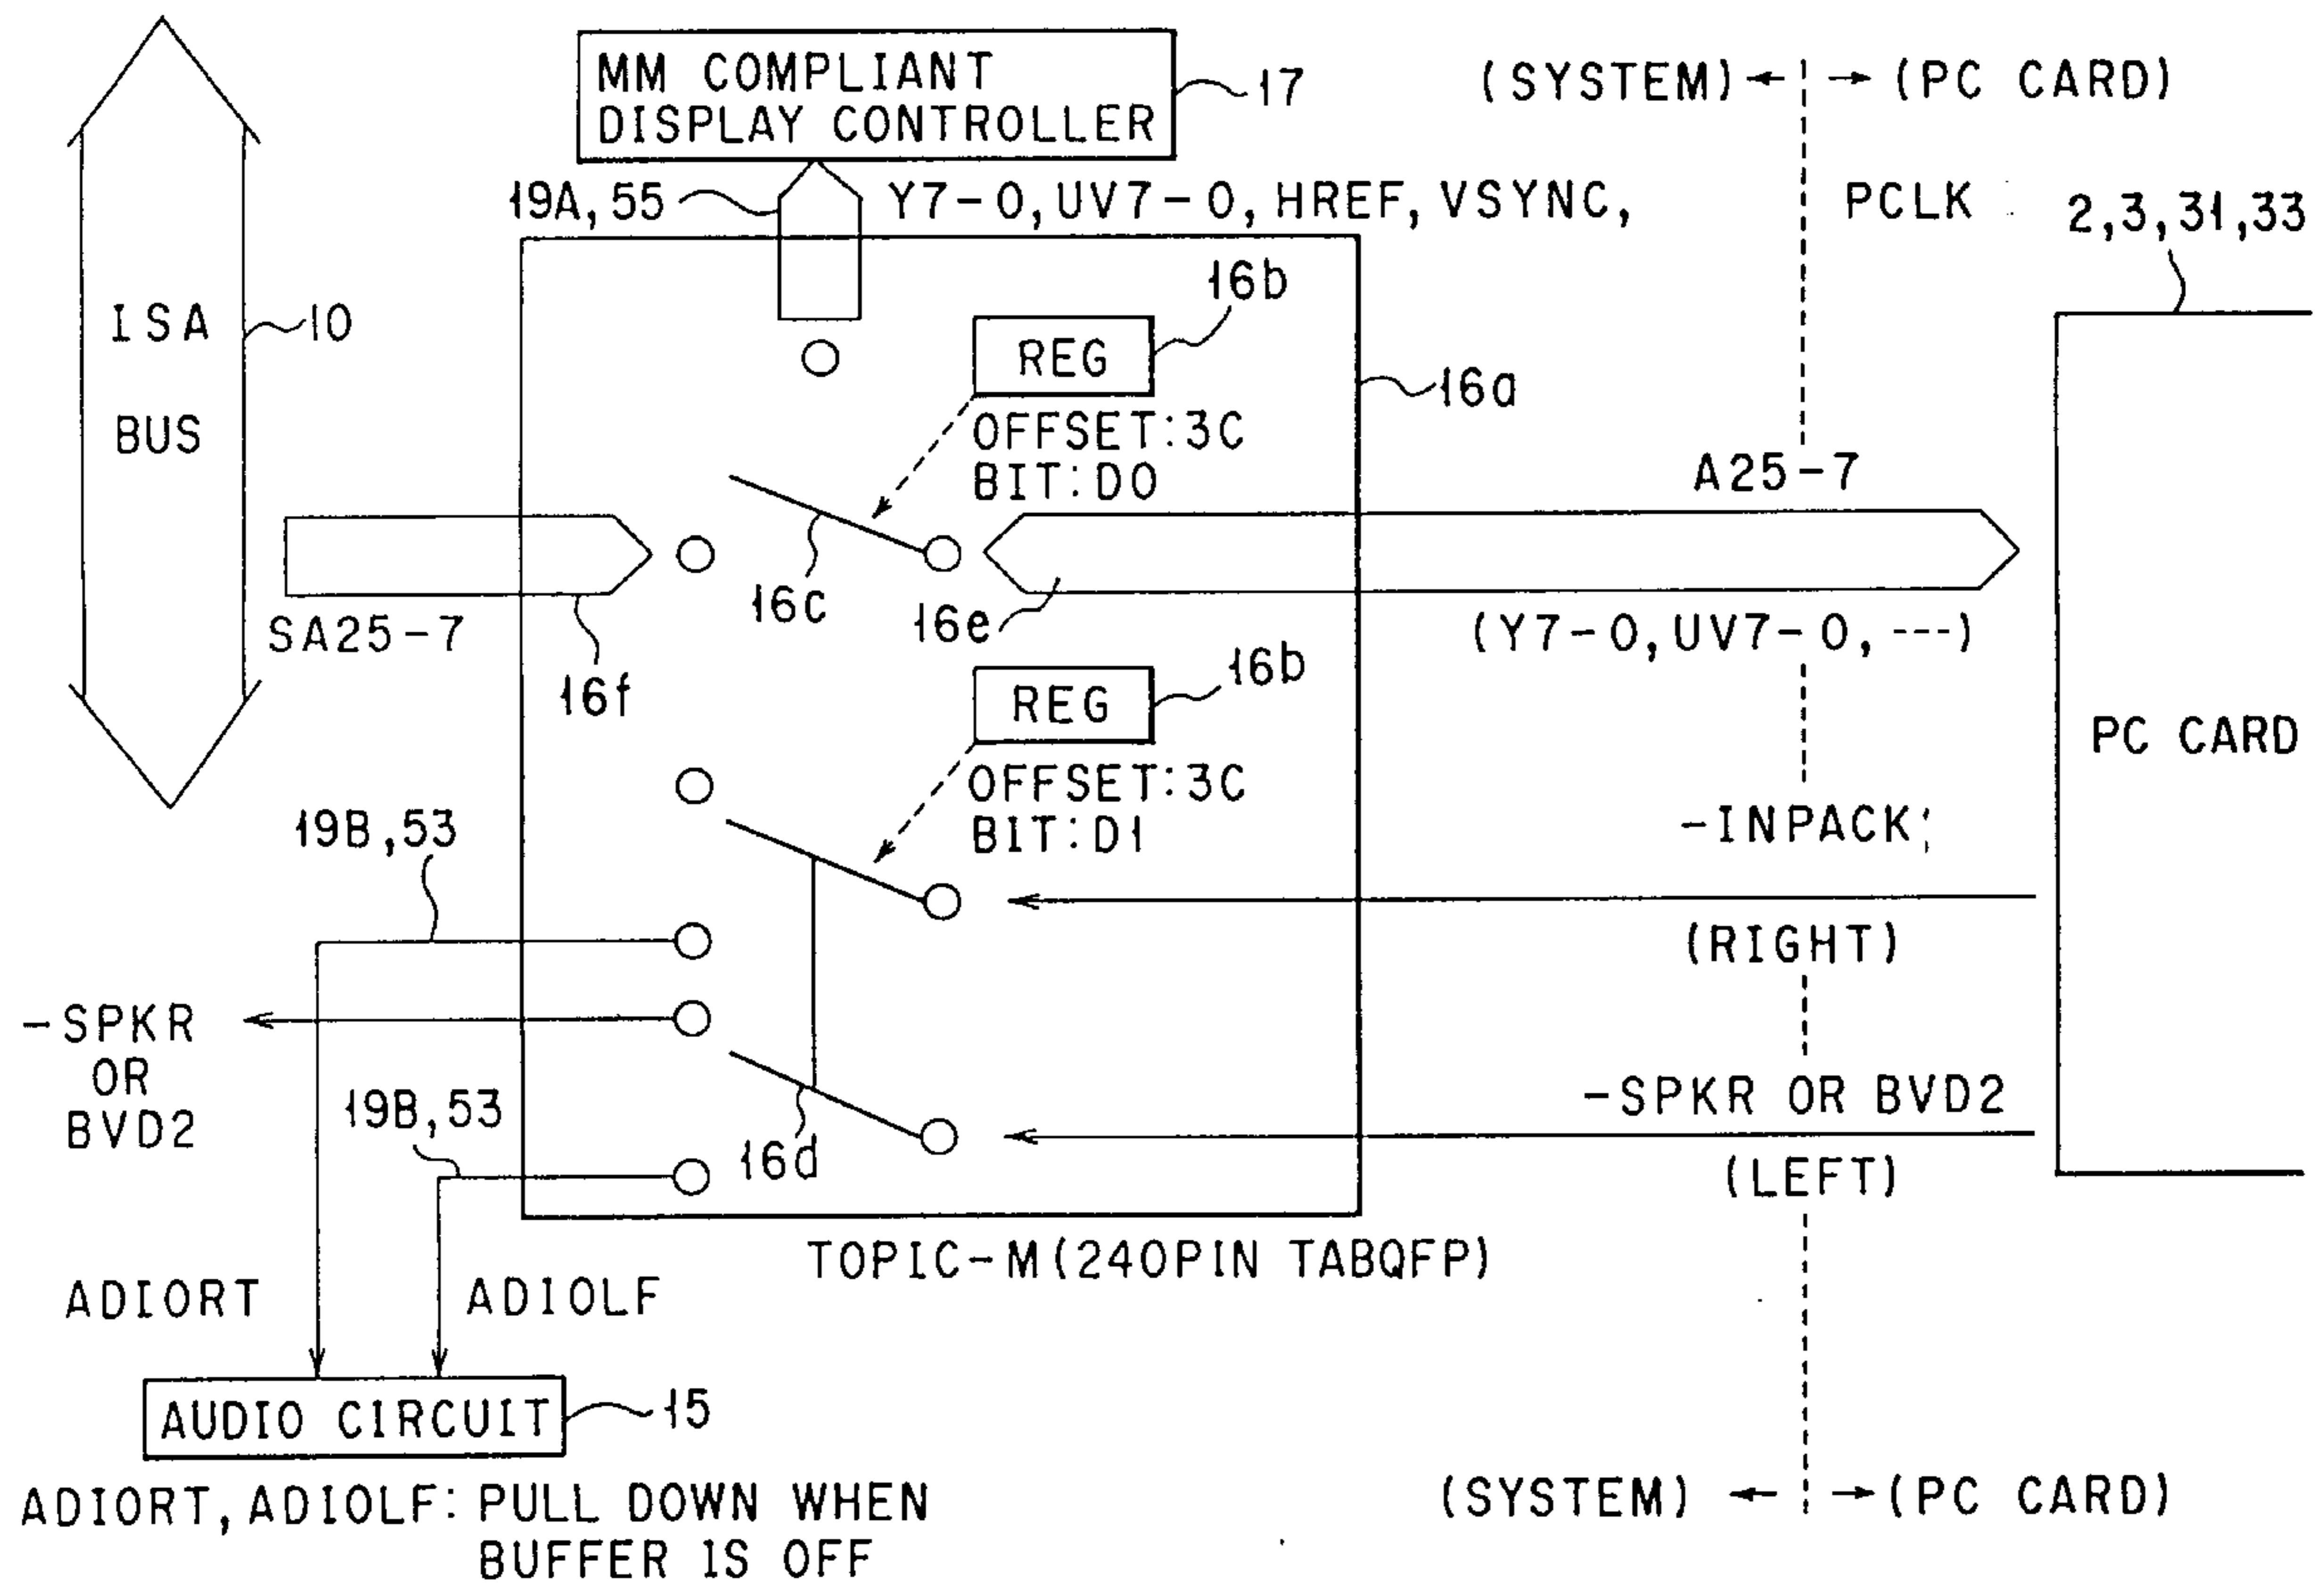 MM COMPLIANT
DISPLAY CONTROLLER
17
(SYSTEM)
(PC CARD)
19A, 55
Y7-0, UV7-0, HREF, VSYNC,
PCLK
2,3,31,33
ISA
BUS
10
16b
REG
16a
OFFSET:3C
BIT:D0
A25-7
16c
16e
SA25-7
16f
(Y7-0, UV7-0, ---)
16b
REG
PC CARD
OFFSET:3C
BIT:D1
-INPACK
19B,53
(RIGHT)
-SPKR
OR
BVD2
19B,53
16d
-SPKR OR BVD2
(LEFT)
TOPIC-M(240PIN TABQFP)
ADIORT
ADIOLF
AUDIO CIRCUIT
15
ADIORT, ADIOLF: PULL DOWN WHEN
BUFFER IS OFF
(SYSTEM)
(PC CARD)